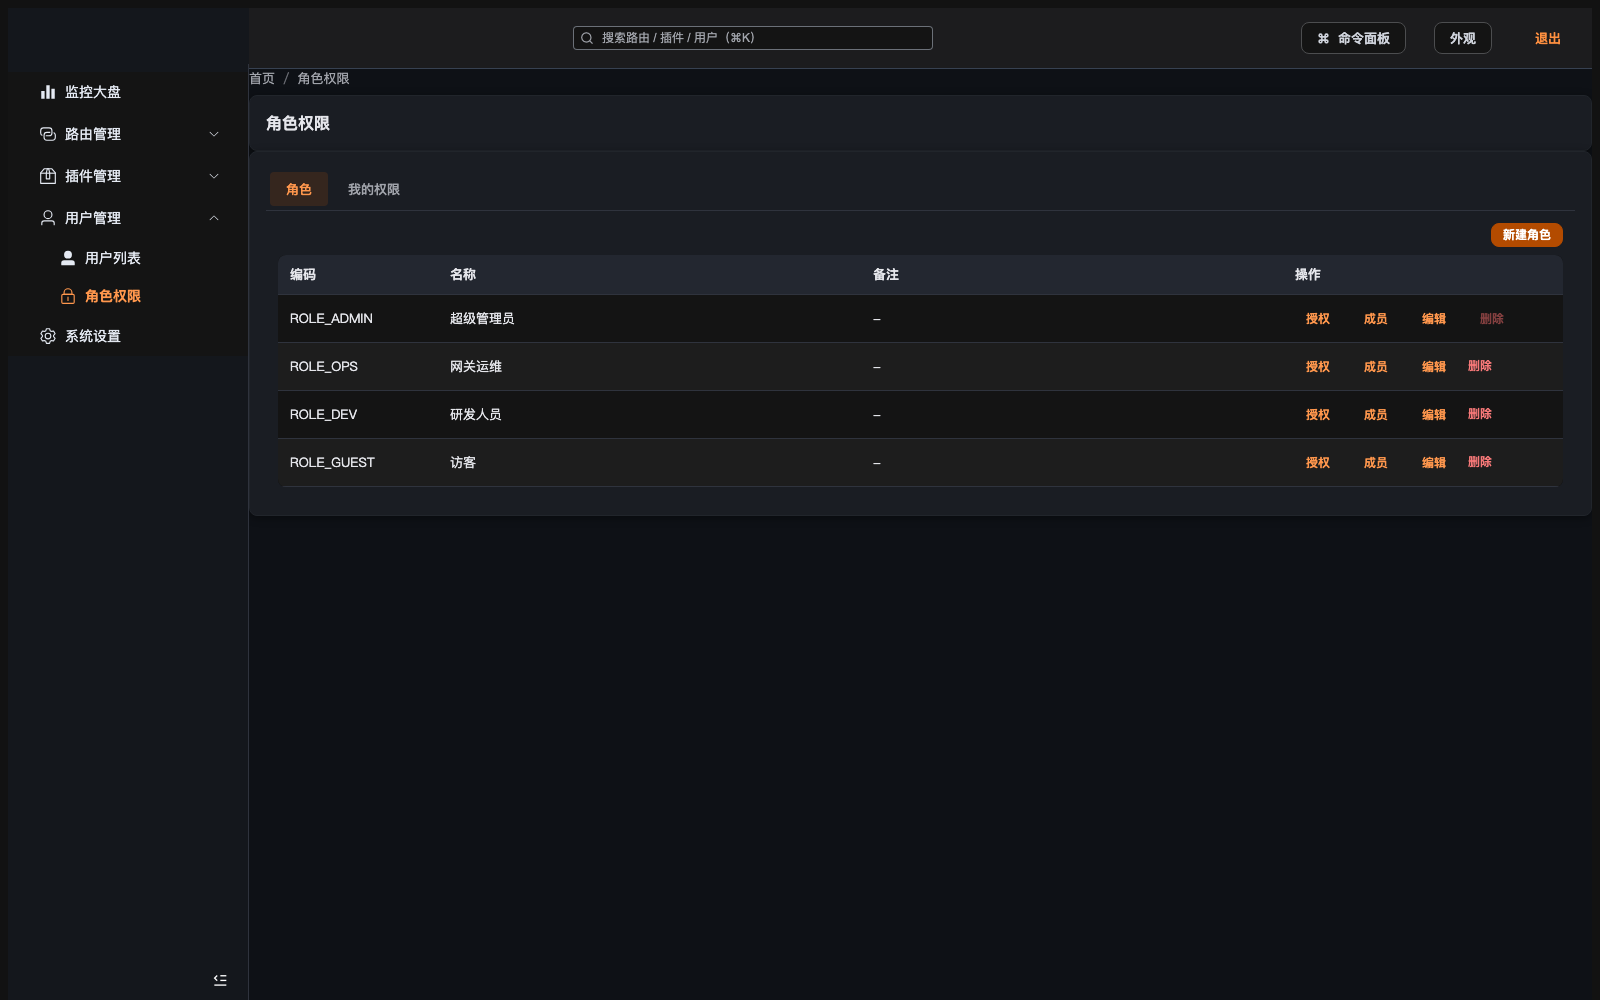 搜索路由 / 插件 / 用户（⌘K）
⌘ 命令面板
外观
退出
监控大盘
路由管理
插件管理
用户管理
用户列表
角色权限
系统设置
首页 / 角色权限
角色权限
角色 我的权限
新建角色
编码 名称 备注 操作
ROLE_ADMIN 超级管理员 – 授权 成员 编辑 删除
ROLE_OPS 网关运维 – 授权 成员 编辑 删除
ROLE_DEV 研发人员 – 授权 成员 编辑 删除
ROLE_GUEST 访客 – 授权 成员 编辑 删除